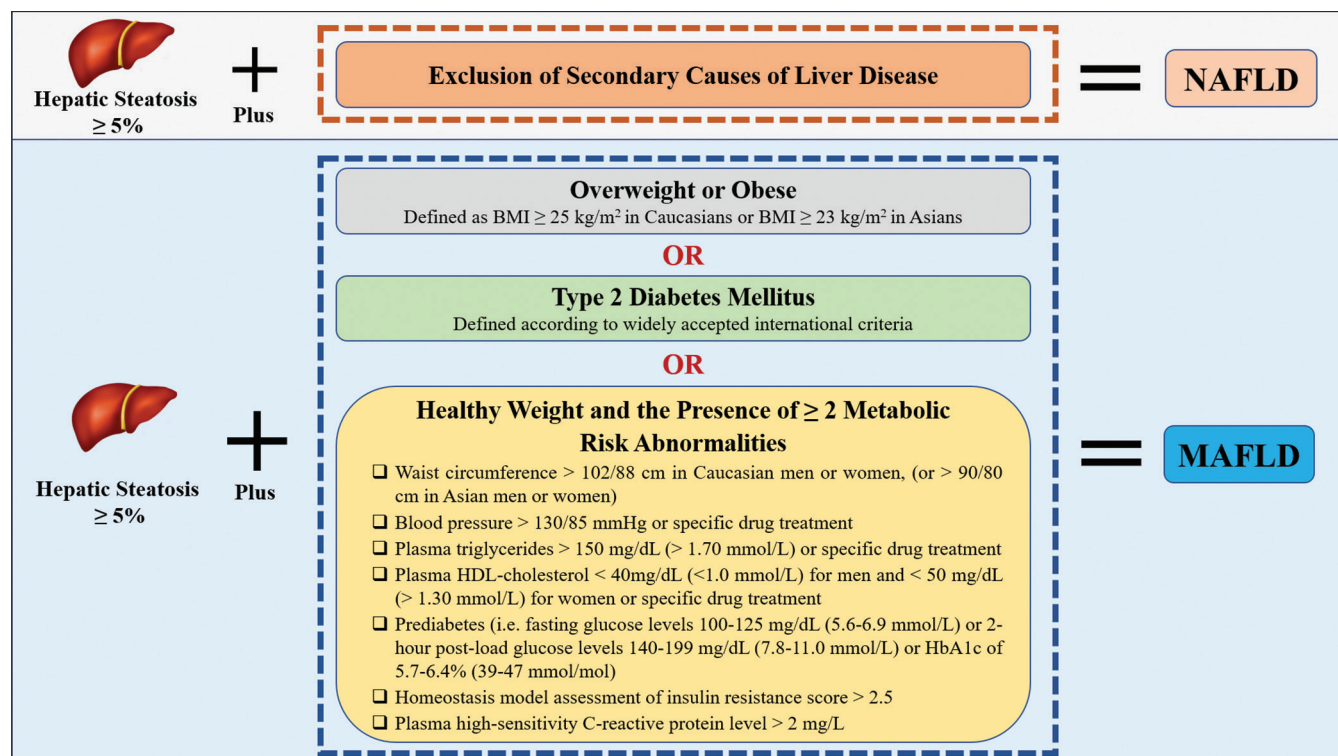 Hepatic Steatosis
≥ 5%
+
Plus
Exclusion of Secondary Causes of Liver Disease
=
NAFLD
Hepatic Steatosis
≥ 5%
+
Plus
Overweight or Obese
Defined as BMI ≥ 25 kg/m² in Caucasians or BMI ≥ 23 kg/m² in Asians
OR
Type 2 Diabetes Mellitus
Defined according to widely accepted international criteria
OR
Healthy Weight and the Presence of ≥ 2 Metabolic
Risk Abnormalities
❑ Waist circumference > 102/88 cm in Caucasian men or women, (or > 90/80
cm in Asian men or women)
❑ Blood pressure > 130/85 mmHg or specific drug treatment
❑ Plasma triglycerides > 150 mg/dL (> 1.70 mmol/L) or specific drug treatment
❑ Plasma HDL-cholesterol < 40mg/dL (<1.0 mmol/L) for men and < 50 mg/dL
(> 1.30 mmol/L) for women or specific drug treatment
❑ Prediabetes (i.e. fasting glucose levels 100-125 mg/dL (5.6-6.9 mmol/L) or 2-
hour post-load glucose levels 140-199 mg/dL (7.8-11.0 mmol/L) or HbA1c of
5.7-6.4% (39-47 mmol/mol)
❑ Homeostasis model assessment of insulin resistance score > 2.5
❑ Plasma high-sensitivity C-reactive protein level > 2 mg/L
=
MAFLD